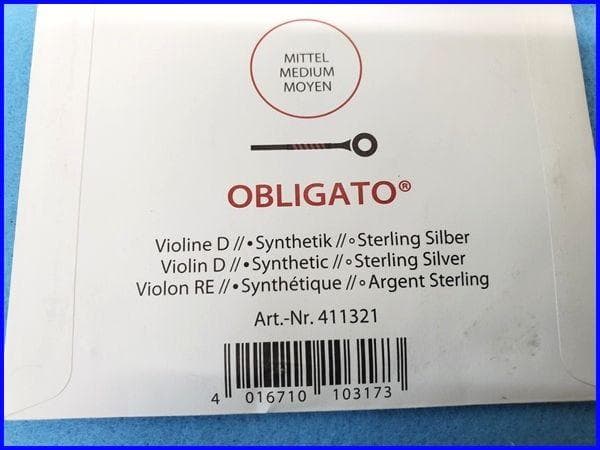 MITTEL
MEDIUM
MOYEN
OBLIGATO®
Violine D //•Synthetik //∘Sterling Silber
Violin D //•Synthetic //∘Sterling Silver
Violon RE //•Synthétique //∘Argent Sterling
Art.-Nr. 411321
4 016710 103173